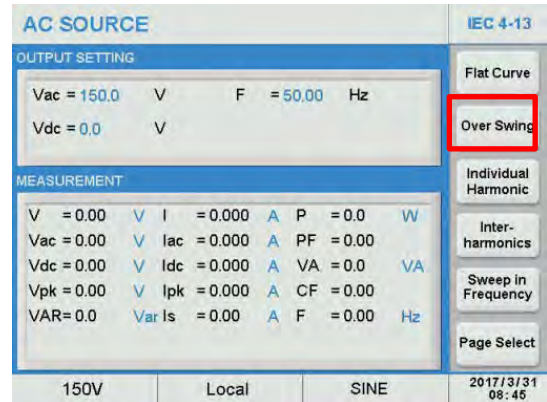 AC SOURCE
IEC 4-13
OUTPUT SETTING
Vac = 150.0 V F = 50.00 Hz
Vdc = 0.0 V
MEASUREMENT
V = 0.00 V I = 0.000 A P = 0.0 W
Vac = 0.00 V Iac = 0.000 A PF = 0.00
Vdc = 0.00 V Idc = 0.000 A VA = 0.0 VA
Vpk = 0.00 V Ipk = 0.000 A CF = 0.00
VAR= 0.0 Var Is = 0.00 A F = 0.00 Hz
Flat Curve
Over Swing
Individual
Harmonic
Inter-
harmonics
Sweep in
Frequency
Page Select
150V Local SINE
2017/3/31
08:45